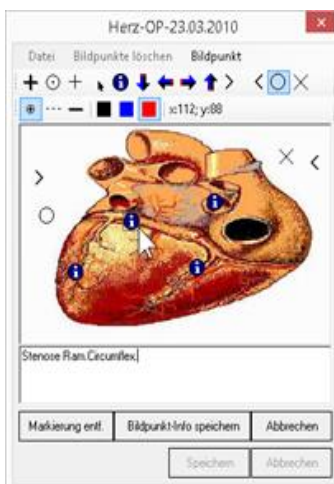 Herz-OP-23.03.2010
Datei Bildpunkte löschen Bildpunkt
x:112; y:88
Stenose Ram.Circumflex.
Markierung entf. Bildpunkt-Info speichern Abbrechen
Speichern Abbrechen